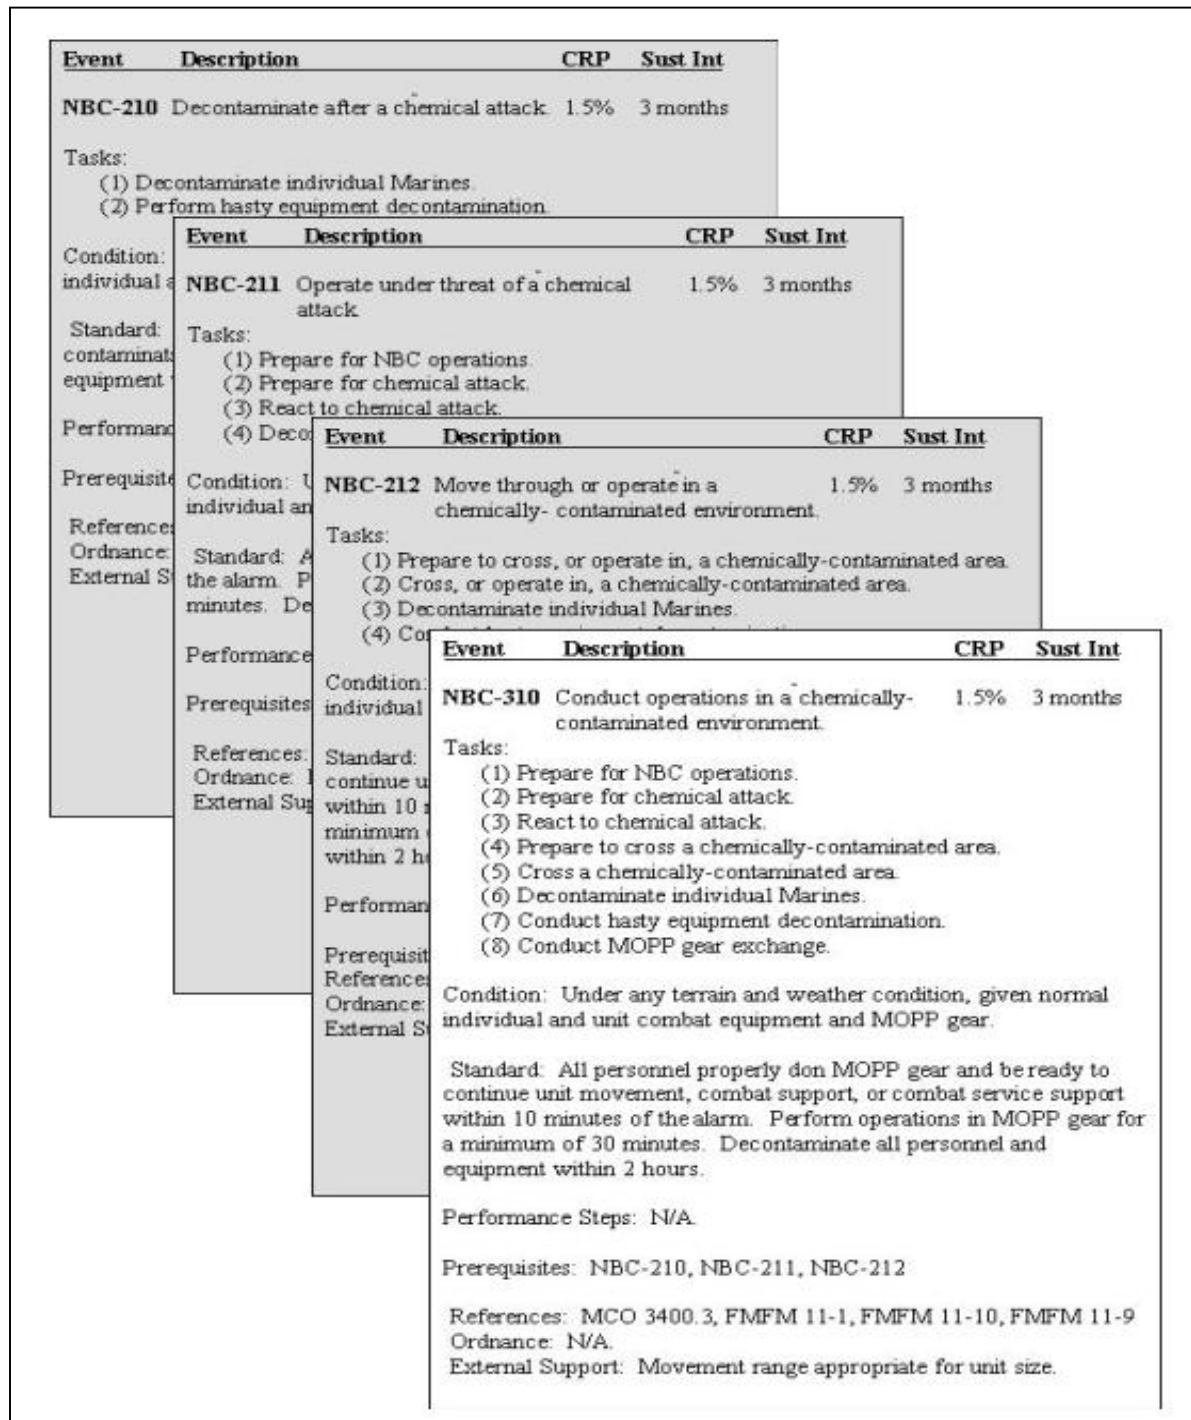 Event Description CRP Sust Int
NBC-210 Decontaminate after a chemical attack. 1.5% 3 months
Tasks:
(1) Decontaminate individual Marines.
(2) Perform hasty equipment decontamination.
Condition:
individual
Standard:
equipment
Event Description CRP Sust Int
NBC-211 Operate under threat of a chemical 1.5% 3 months
attack.
Tasks:
(1) Prepare for NBC operations.
(2) Prepare for chemical attack.
(3) React to chemical attack.
(4)
Condition:
individual
Standard:
the alarm.
minutes.
Performance
Prerequisites
References:
Ordnance:
External
Event Description CRP Sust Int
NBC-212 Move through or operate in a 1.5% 3 months
chemically- contaminated environment.
Tasks:
(1) Prepare to cross, or operate in, a chemically-contaminated area.
(2) Cross, or operate in, a chemically-contaminated area.
(3) Decontaminate individual Marines.
(4)
Condition:
individual
Standard:
continue
within 10
minimum
within 2
Ordnance:
External
Event Description CRP Sust Int
NBC-310 Conduct operations in a chemically- 1.5% 3 months
contaminated environment.
Tasks:
(1) Prepare for NBC operations.
(2) Prepare for chemical attack.
(3) React to chemical attack.
(4) Prepare to cross a chemically-contaminated area.
(5) Cross a chemically-contaminated area.
(6) Decontaminate individual Marines.
(7) Conduct hasty equipment decontamination.
(8) Conduct MOPP gear exchange.
Condition: Under any terrain and weather condition, given normal
individual and unit combat equipment and MOPP gear.
Standard: All personnel properly don MOPP gear and be ready to
continue unit movement, combat support, or combat service support
within 10 minutes of the alarm. Perform operations in MOPP gear for
a minimum of 30 minutes. Decontaminate all personnel and
equipment within 2 hours.
Performance Steps: N/A.
Prerequisites: NBC-210, NBC-211, NBC-212
References: MCO 3400.3, FMFM 11-1, FMFM 11-10, FMFM 11-9
Ordnance: N/A.
External Support: Movement range appropriate for unit size.